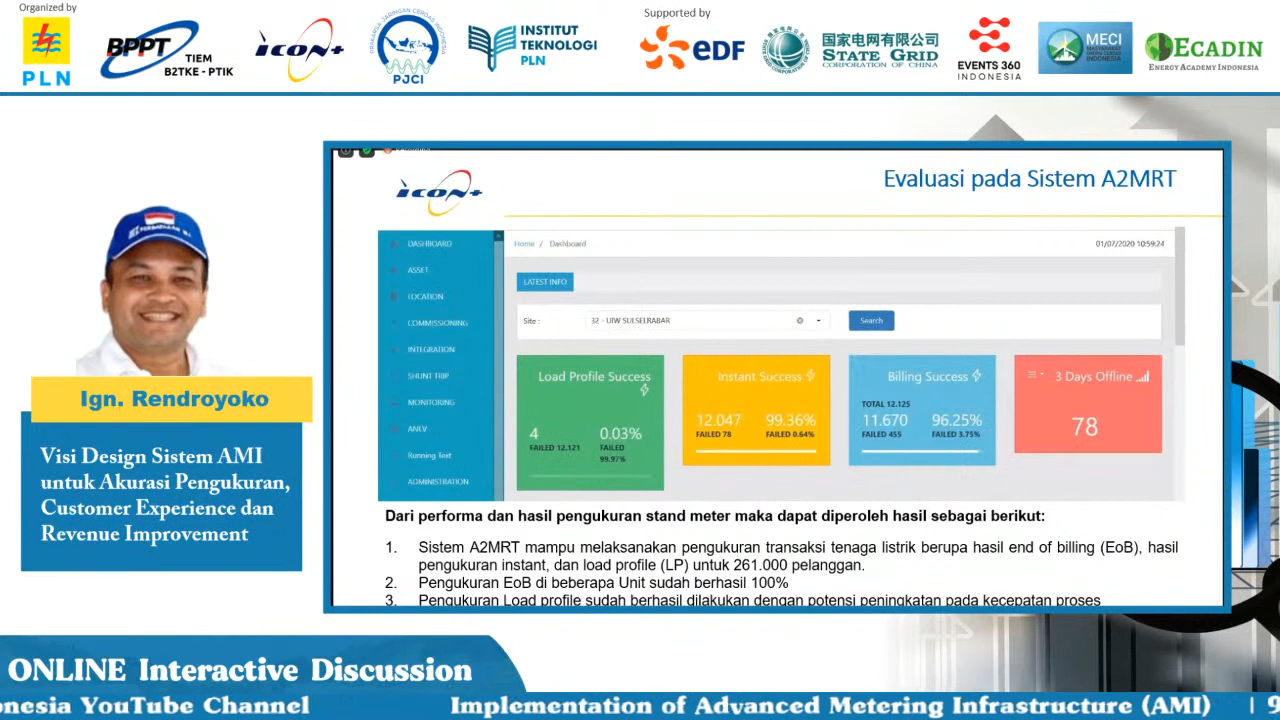 Organized by
PLN
BPPT
TIEM
B2TKE - PTIK
icon+
PRAKARSA JARINGAN CERDAS INDONESIA
PJCI
INSTITUT
TEKNOLOGI
PLN
Supported by
eDF
国家电网有限公司
STATE GRID
CORPORATION OF CHINA
EVENTS 360
INDONESIA
MECI
ECADIN
ENERGY ACADEMY INDONESIA
icon+
Evaluasi pada Sistem A2MRT
DASHBOARD
ASSET
LOCATION
COMMISSIONING
INTEGRATION
SHUNT TRIP
MONITORING
ANEV
Running Text
ADMINISTRATION
Home / Dashboard
01/07/2020 10:59:24
LATEST INFO
Site :
32 - UIW SULSELRABAR
Search
Load Profile Success
4
0.03%
FAILED 12.121
FAILED
99.97%
Instant Success
12.047
99.36%
FAILED 78
FAILED 0.64%
Billing Success
TOTAL 12.125
11.670
96.25%
FAILED 455
FAILED 3.75%
3 Days Offline
78
Dari performa dan hasil pengukuran stand meter maka dapat diperoleh hasil sebagai berikut:
1. Sistem A2MRT mampu melaksanakan pengukuran transaksi tenaga listrik berupa hasil end of billing (EoB), hasil
pengukuran instant, dan load profile (LP) untuk 261.000 pelanggan.
2. Pengukuran EoB di beberapa Unit sudah berhasil 100%
3. Pengukuran Load profile sudah berhasil dilakukan dengan potensi peningkatan pada kecepatan proses
Ign. Rendroyoko
Visi Design Sistem AMI
untuk Akurasi Pengukuran,
Customer Experience dan
Revenue Improvement
ONLINE Interactive Discussion
onesia YouTube Channel
Implementation of Advanced Metering Infrastructure (AMI) | 9